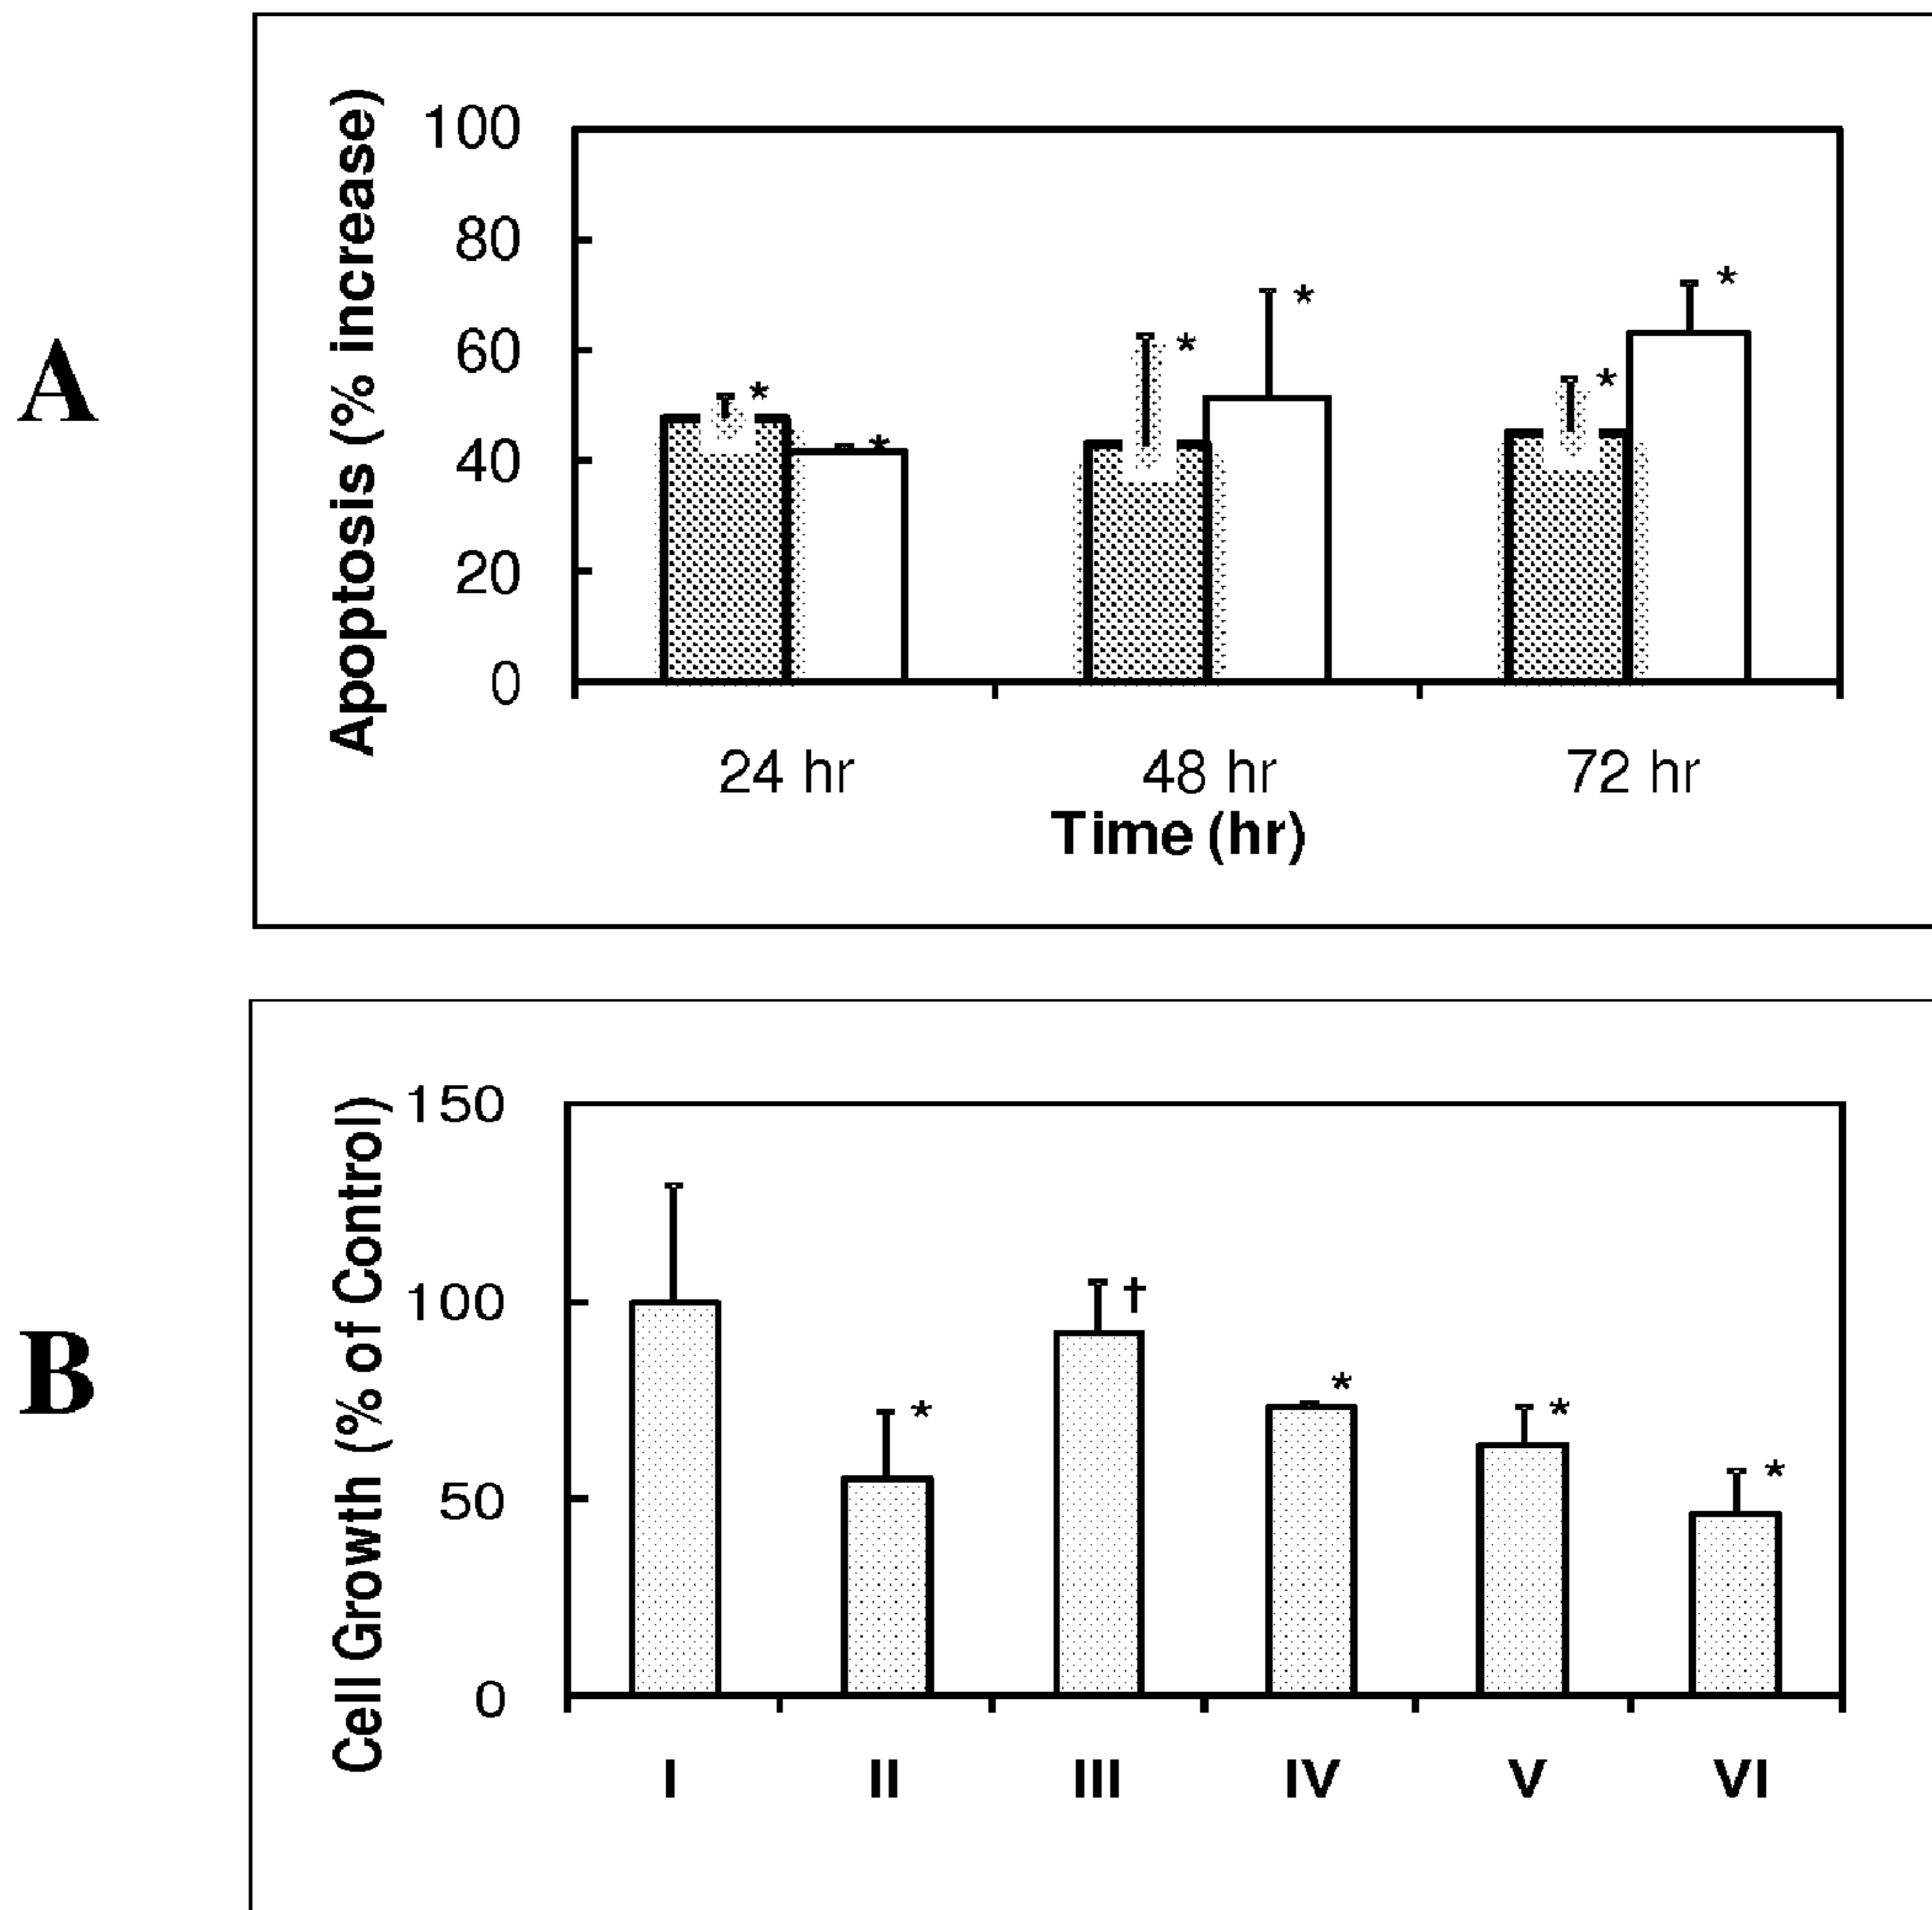 A
Apoptosis (% increase)
100
80
60
40
20
0
* *
* *
* *
24 hr 48 hr 72 hr
Time (hr)
B
Cell Growth (% of Control)
150
100
50
0
* † * * *
I II III IV V VI